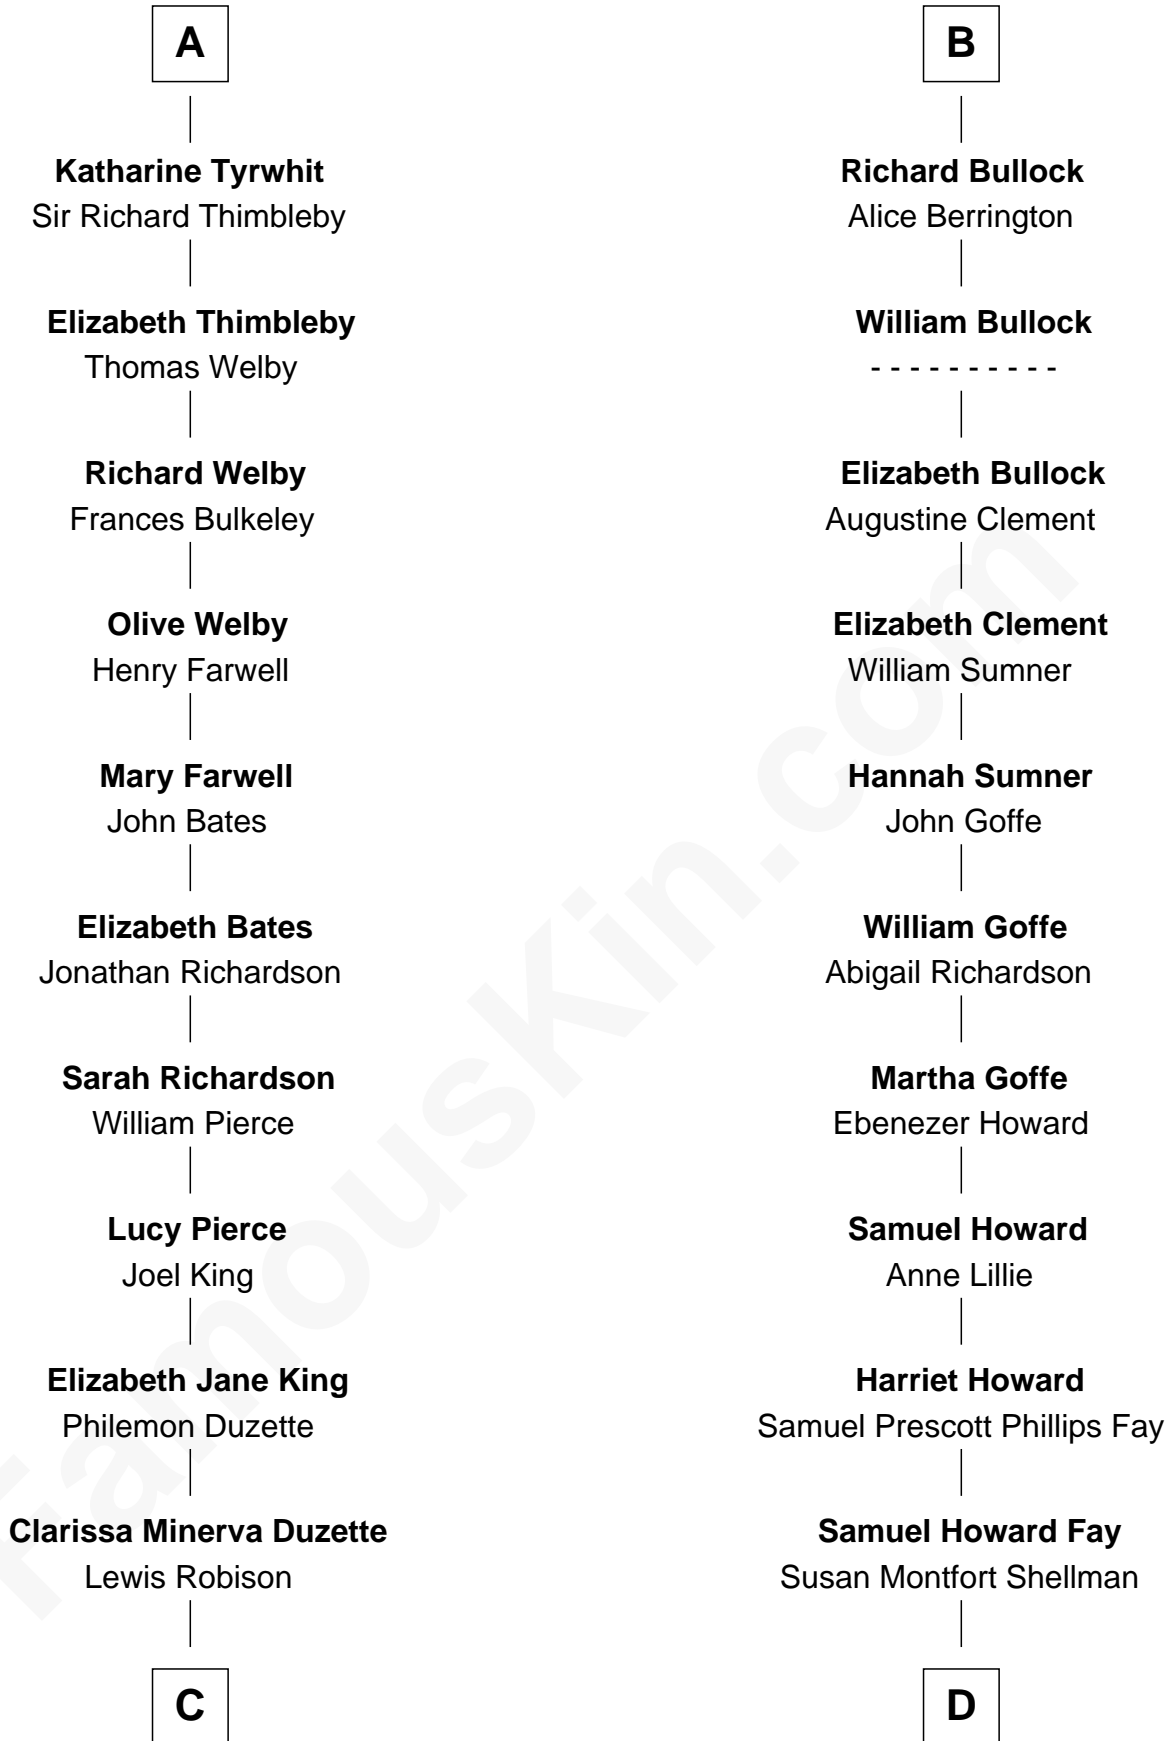 A
Katharine Tyrwhit
Sir Richard Thimbleby
Elizabeth Thimbleby
Thomas Welby
Richard Welby
Frances Bulkeley
Olive Welby
Henry Farwell
Mary Farwell
John Bates
Elizabeth Bates
Jonathan Richardson
Sarah Richardson
William Pierce
Lucy Pierce
Joel King
Elizabeth Jane King
Philemon Duzette
Clarissa Minerva Duzette
Lewis Robison
C
B
Richard Bullock
Alice Berrington
William Bullock
- - - - - - - - - -
Elizabeth Bullock
Augustine Clement
Elizabeth Clement
William Sumner
Hannah Sumner
John Goffe
William Goffe
Abigail Richardson
Martha Goffe
Ebenezer Howard
Samuel Howard
Anne Lillie
Harriet Howard
Samuel Prescott Phillips Fay
Samuel Howard Fay
Susan Montfort Shellman
D
FamousKin.com